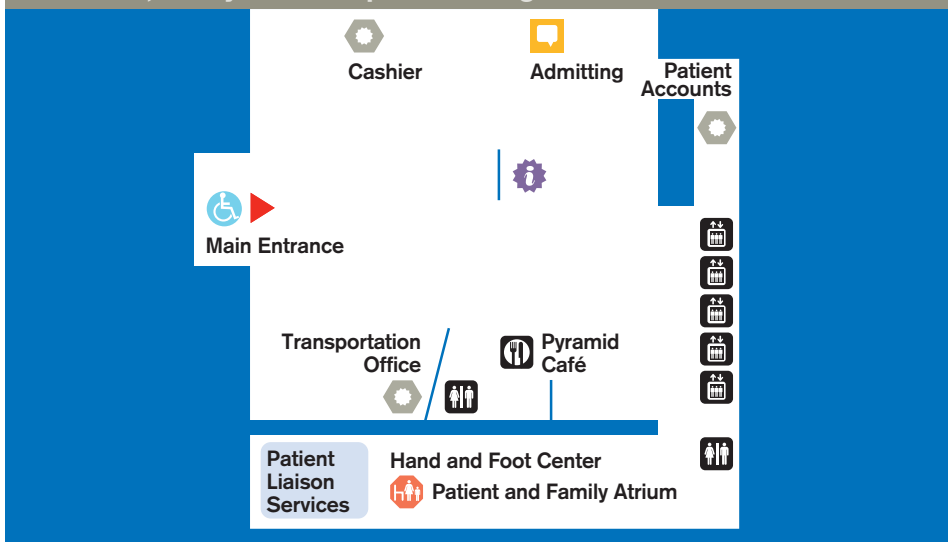 Cashier
Admitting
Patient
Accounts
Main Entrance
Transportation
Office
Pyramid
Café
Patient
Liaison
Services
Hand and Foot Center
Patient and Family Atrium